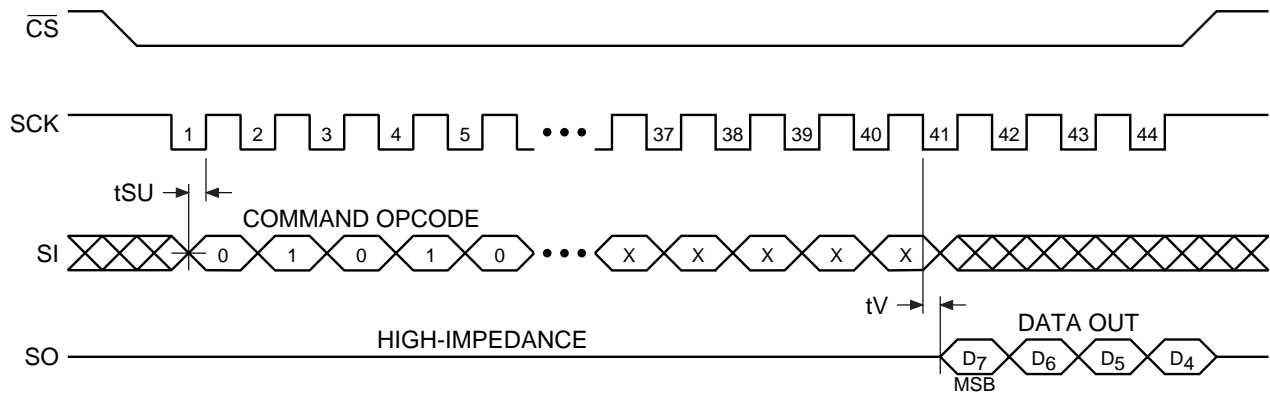 CS
SCK 1 2 3 4 5 ••• 37 38 39 40 41 42 43 44
tSU
COMMAND OPCODE
SI 0 1 0 1 0 ••• X X X X X
tV
HIGH-IMPEDANCE DATA OUT
SO D7 D6 D5 D4
MSB